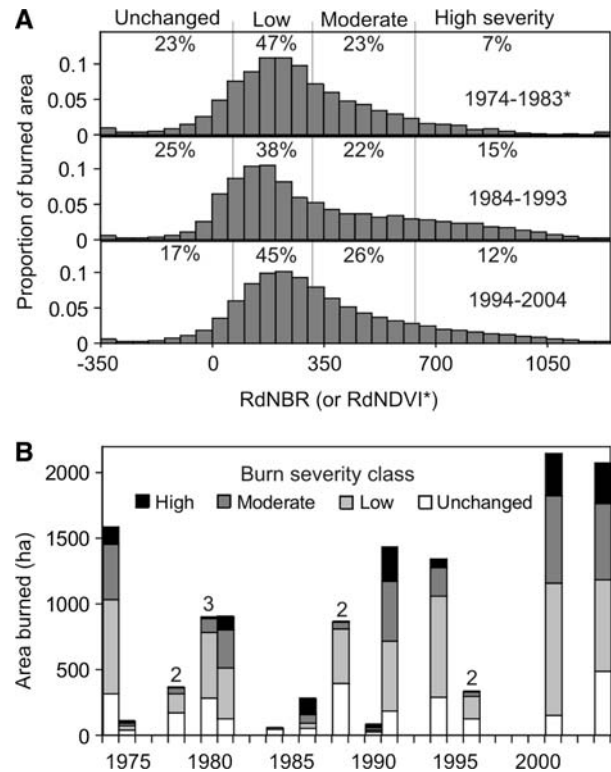 A
Unchanged Low Moderate High severity
23% 47% 23% 7%
0.1
0.05
0
1974-1983*
25% 38% 22% 15%
0.1
0.05
0
1984-1993
17% 45% 26% 12%
0.1
0.05
0
1994-2004
Proportion of burned area
-350 0 350 700 1050
RdNBR (or RdNDVI*)
B
Burn severity class
High Moderate Low Unchanged
2000
1500
1000
500
0
Area burned (ha)
2 3 2 2
1975 1980 1985 1990 1995 2000